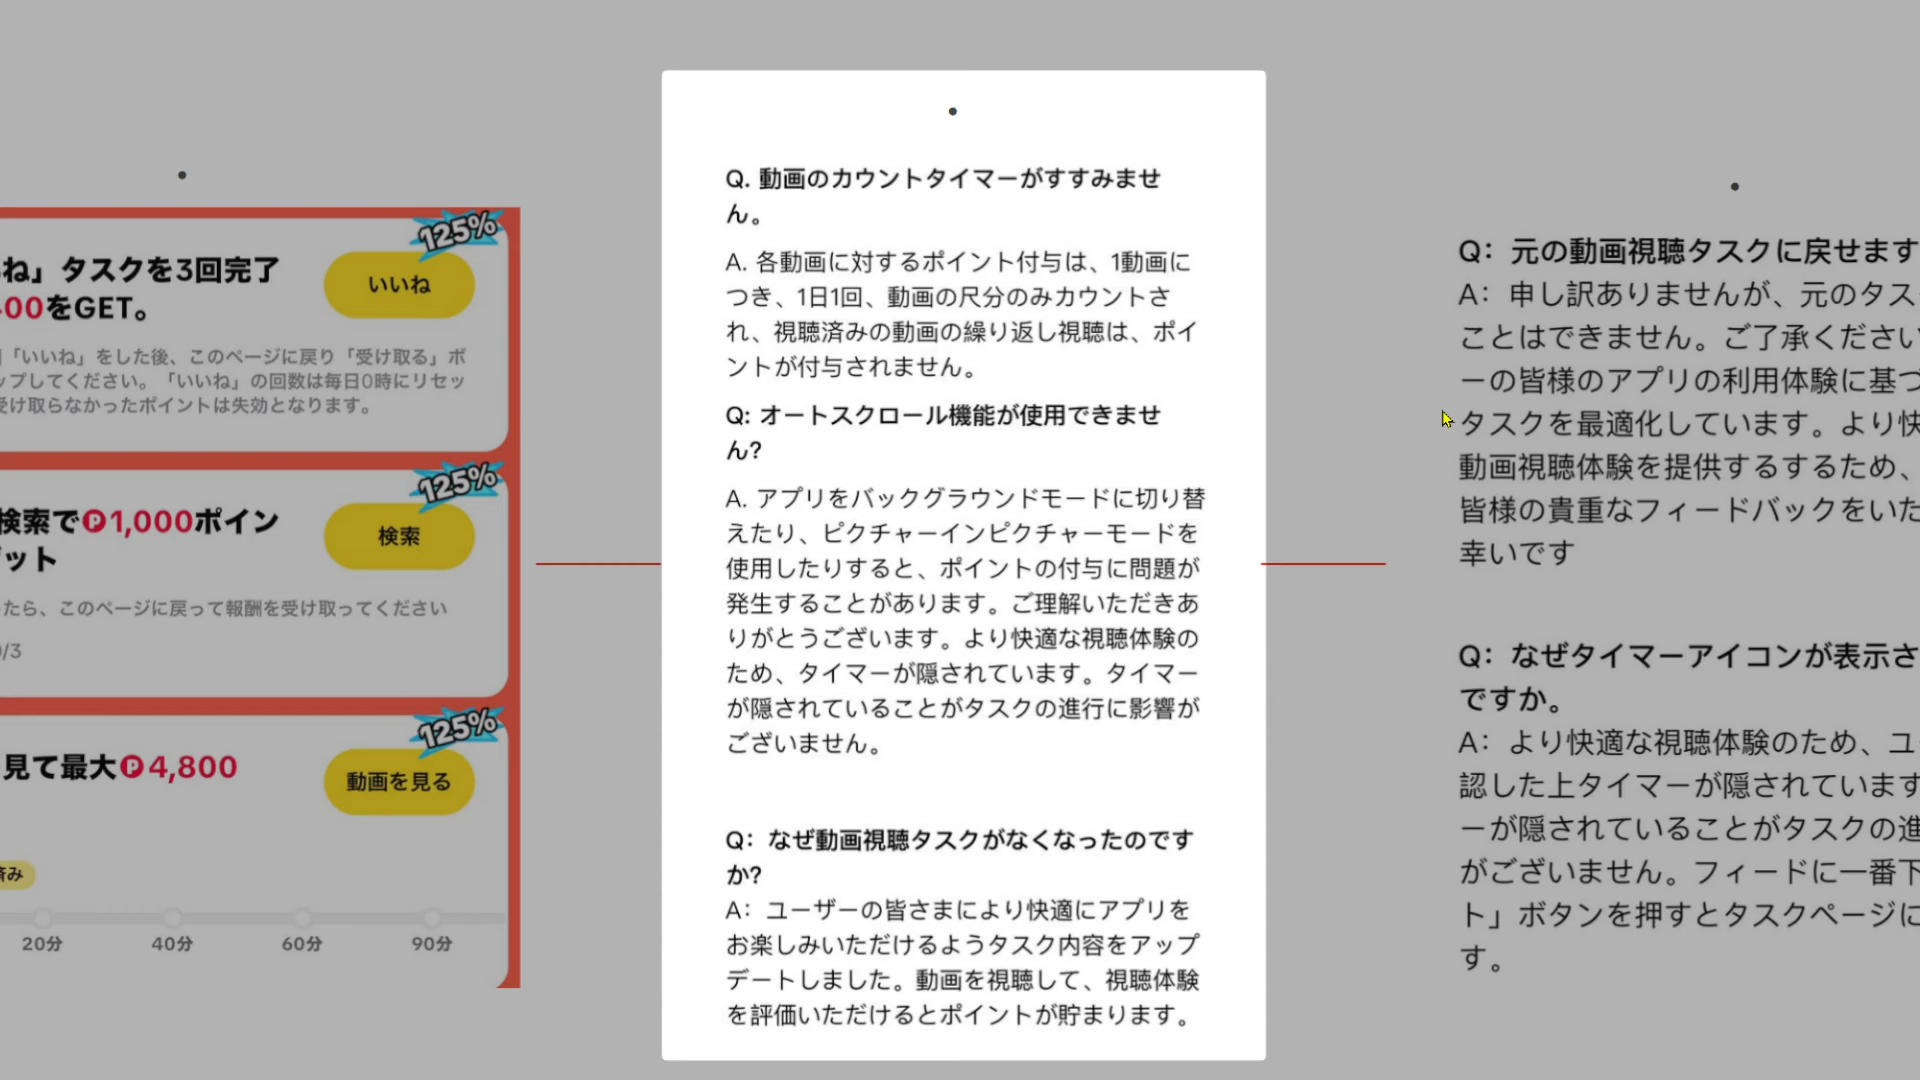 ね」タスクを3回完了
00をGET。
いいね
125%
「いいね」をした後、このページに戻り「受け取る」ボ
ップしてください。「いいね」の回数は毎日0時にリセッ
受け取らなかったポイントは失効となります。
検索でP1,000ポイン
ット
検索
125%
たら、このページに戻って報酬を受け取ってください
/3
見て最大P4,800
動画を見る
125%
済み
20分 40分 60分 90分
Q. 動画のカウントタイマーがすすみませ
ん。
A. 各動画に対するポイント付与は、1動画に
つき、1日1回、動画の尺分のみカウントさ
れ、視聴済みの動画の繰り返し視聴は、ポイ
ントが付与されません。
Q: オートスクロール機能が使用できませ
ん?
A. アプリをバックグラウンドモードに切り替
えたり、ピクチャーインピクチャーモードを
使用したりすると、ポイントの付与に問題が
発生することがあります。ご理解いただきあ
りがとうございます。より快適な視聴体験の
ため、タイマーが隠されています。タイマー
が隠されていることがタスクの進行に影響が
ございません。
Q：なぜ動画視聴タスクがなくなったのです
か?
A：ユーザーの皆さまにより快適にアプリを
お楽しみいただけるようタスク内容をアップ
デートしました。動画を視聴して、視聴体験
を評価いただけるとポイントが貯まります。
Q：元の動画視聴タスクに戻せます
A：申し訳ありませんが、元のタス
ことはできません。ご了承ください
ーの皆様のアプリの利用体験に基づ
タスクを最適化しています。より快
動画視聴体験を提供するするため、
皆様の貴重なフィードバックをいた
幸いです
Q：なぜタイマーアイコンが表示さ
ですか。
A：より快適な視聴体験のため、ユ
認した上タイマーが隠されています
ーが隠されていることがタスクの進
がございません。フィードに一番下
ト」ボタンを押すとタスクページに
す。